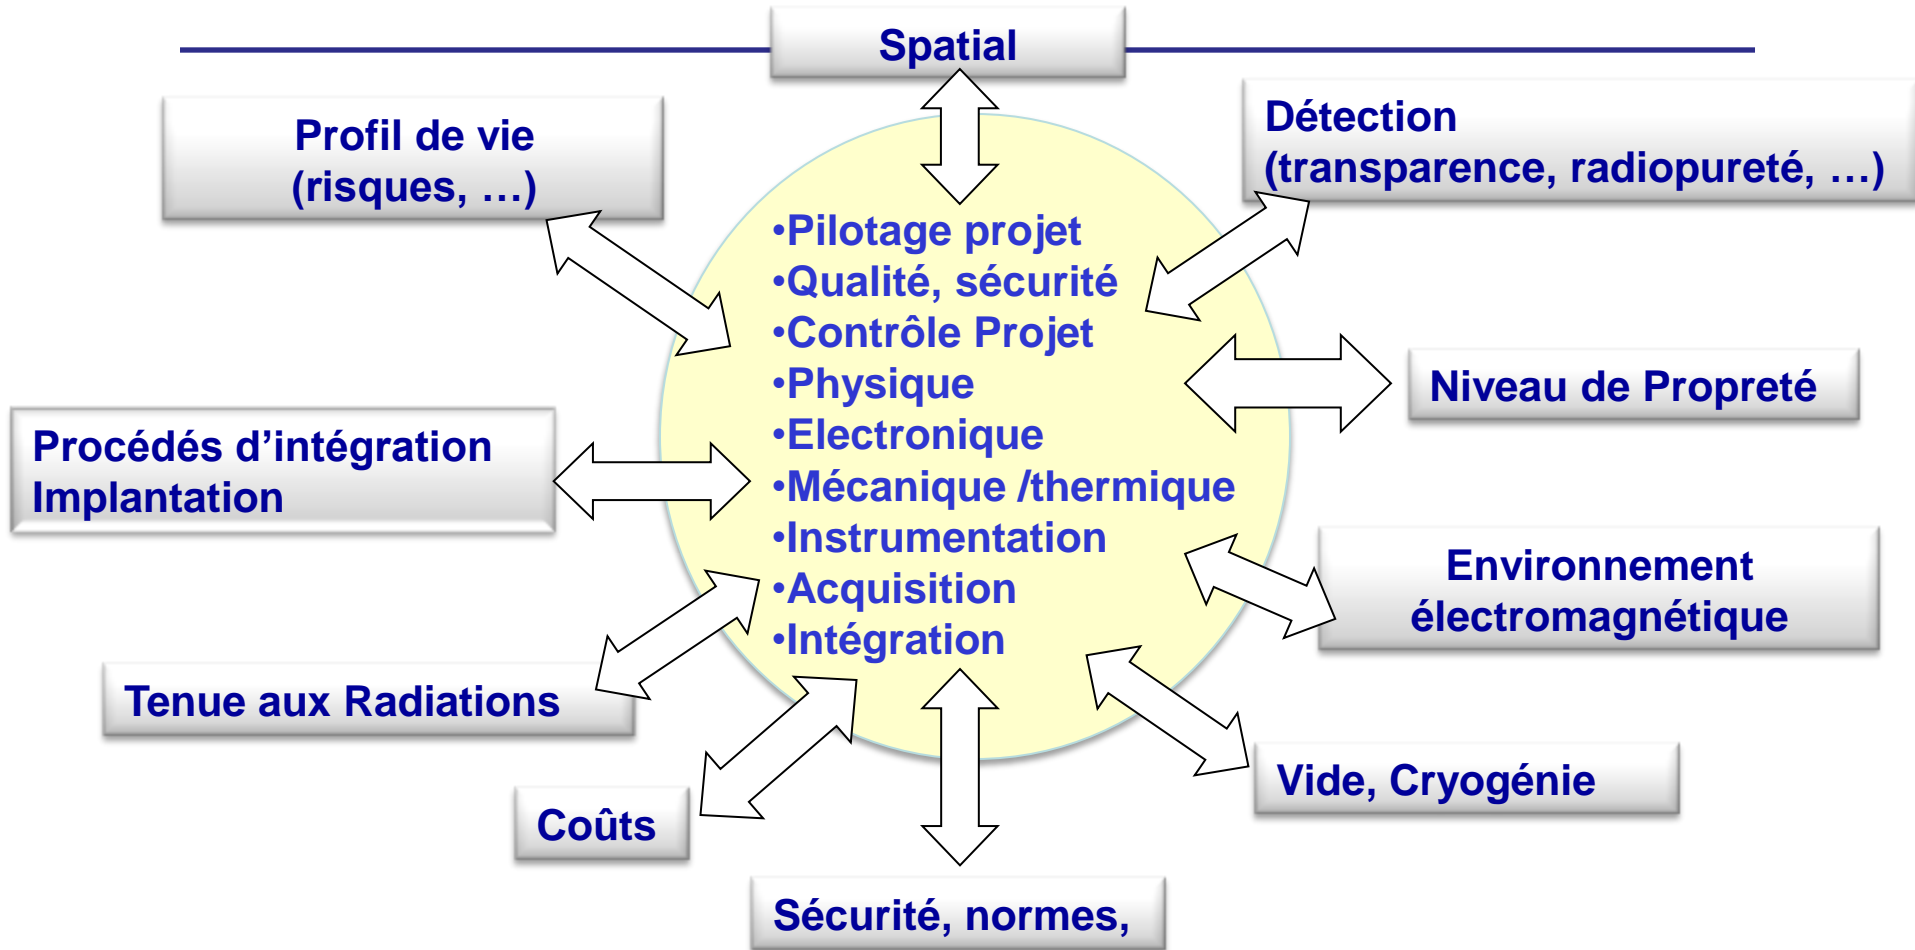 Spatial
Profil de vie
(risques, …)
Détection
(transparence, radiopureté, …)
•Pilotage projet
•Qualité, sécurité
•Contrôle Projet
•Physique
•Electronique
•Mécanique /thermique
•Instrumentation
•Acquisition
•Intégration
Niveau de Propreté
Procédés d’intégration
Implantation
Environnement
électromagnétique
Tenue aux Radiations
Vide, Cryogénie
Coûts
Sécurité, normes,